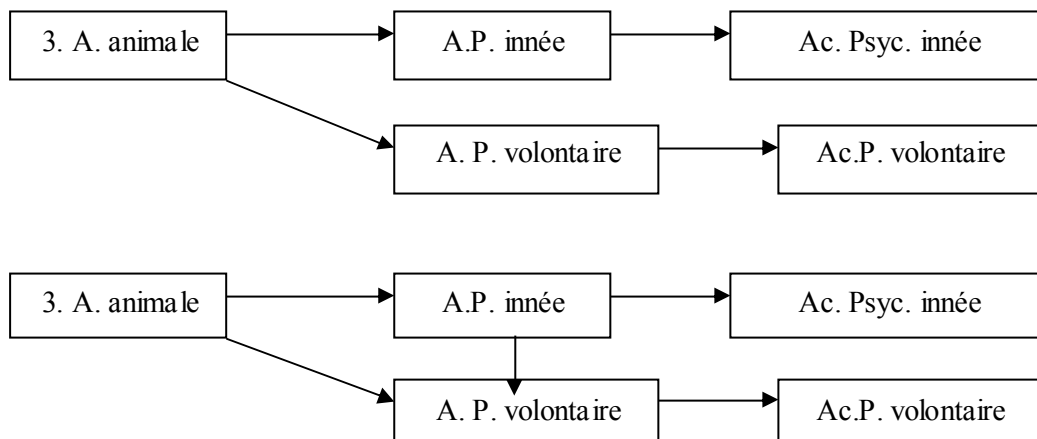 3. A. animale
A.P. innée
Ac. Psyc. innée
A. P. volontaire
Ac.P. volontaire
3. A. animale
A.P. innée
Ac. Psyc. innée
A. P. volontaire
Ac.P. volontaire